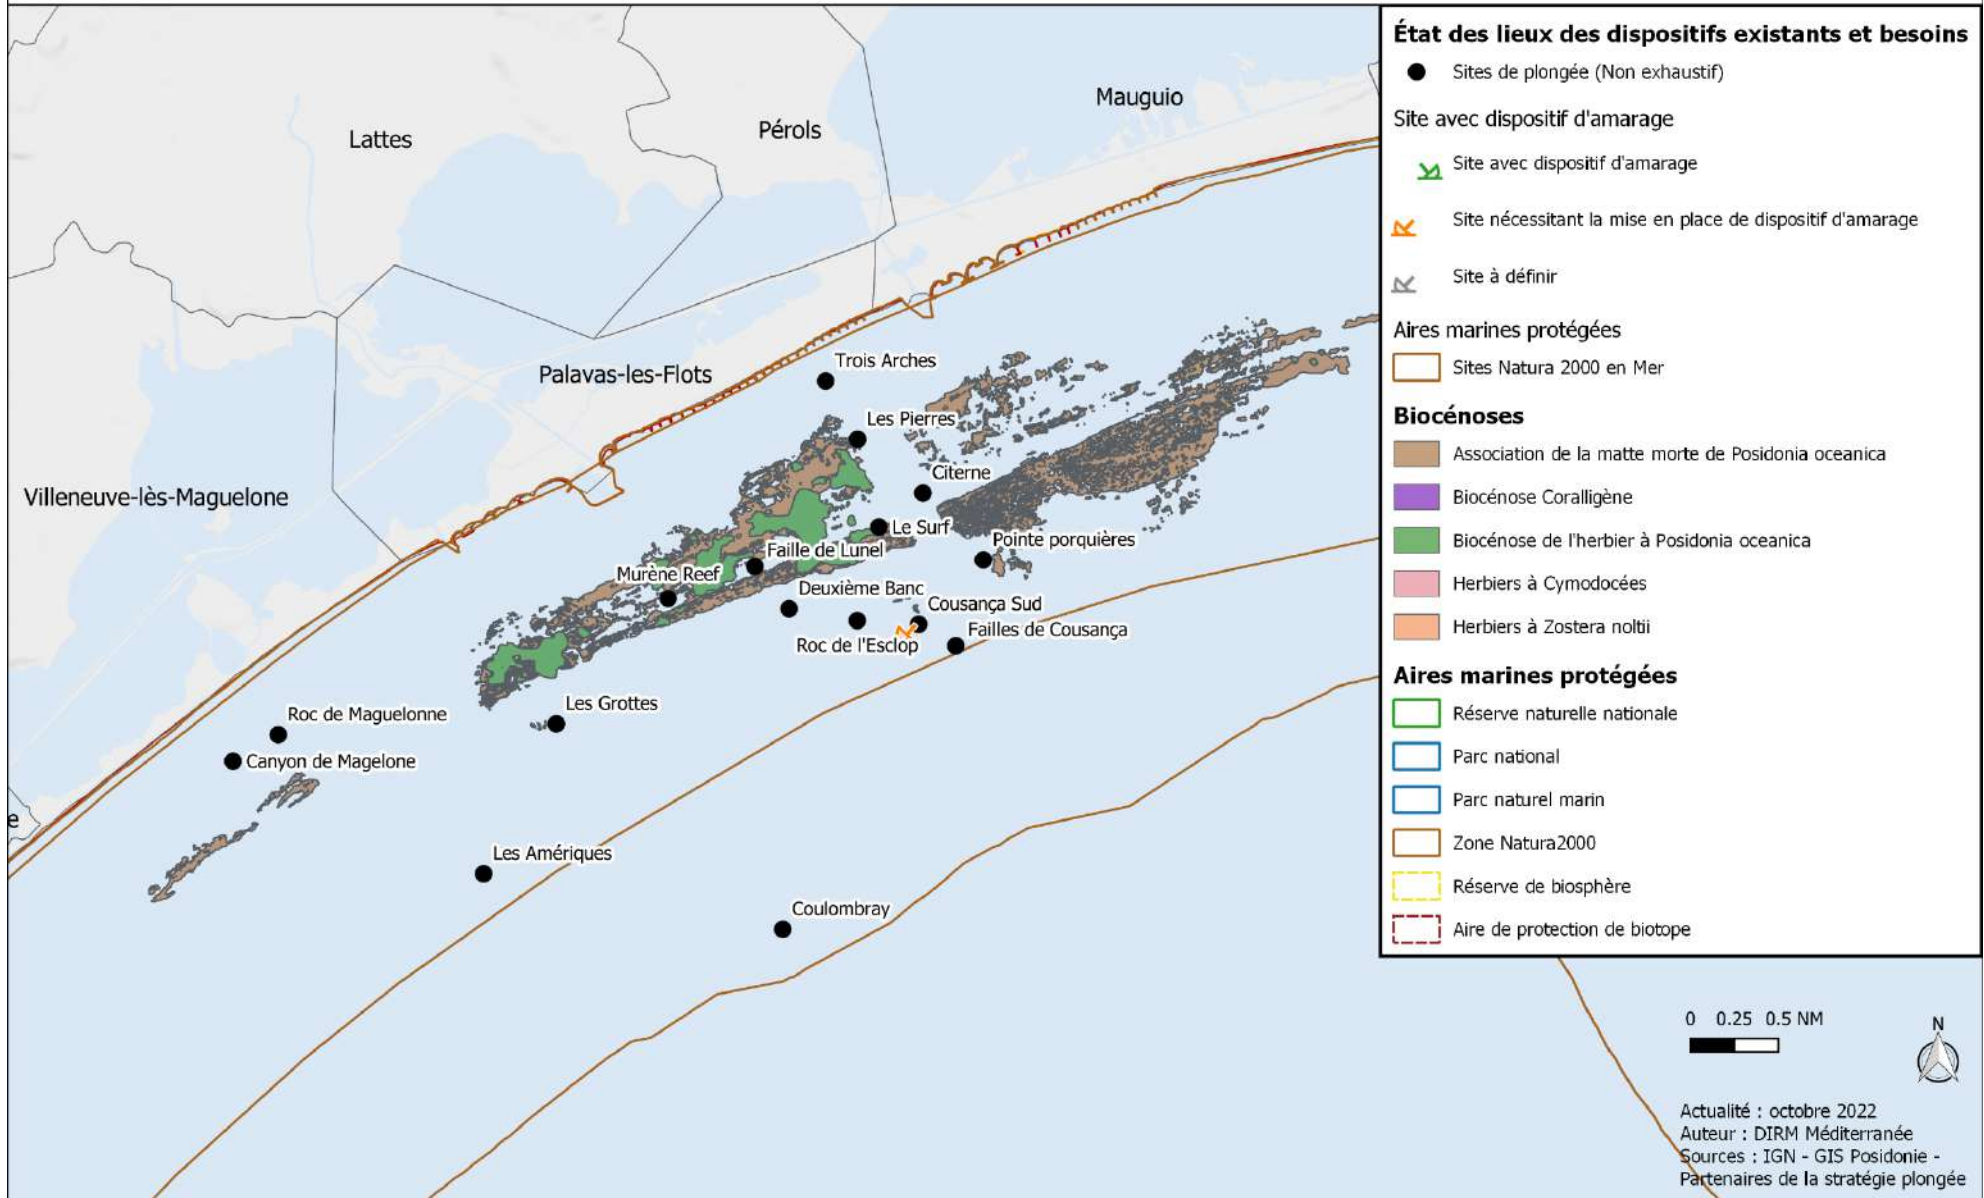 Lattes
Pérols
Mauguio
Palavas-les-Flots
Villeneuve-lès-Maguelone
Trois Arches
Les Pierres
Citerne
Le Surf
Pointe porquières
Faille de Lunel
Murène Reef
Deuxième Banc
Cousança Sud
Failles de Cousança
Roc de l'Esclop
Les Grottes
Roc de Maguelonne
Canyon de Magelone
e
Les Amériques
Coulombray
État des lieux des dispositifs existants et besoins
Sites de plongée (Non exhaustif)
Site avec dispositif d'amarage
Site avec dispositif d'amarage
Site nécessitant la mise en place de dispositif d'amarage
Site à définir
Aires marines protégées
Sites Natura 2000 en Mer
Biocénoses
Association de la matte morte de Posidonia oceanica
Biocénose Coralligène
Biocénose de l'herbier à Posidonia oceanica
Herbiers à Cymodocées
Herbiers à Zostera noltii
Aires marines protégées
Réserve naturelle nationale
Parc national
Parc naturel marin
Zone Natura2000
Réserve de biosphère
Aire de protection de biotope
0 0.25 0.5 NM
N
Actualité : octobre 2022
Auteur : DIRM Méditerranée
Sources : IGN - GIS Posidonie -
Partenaires de la stratégie plongée